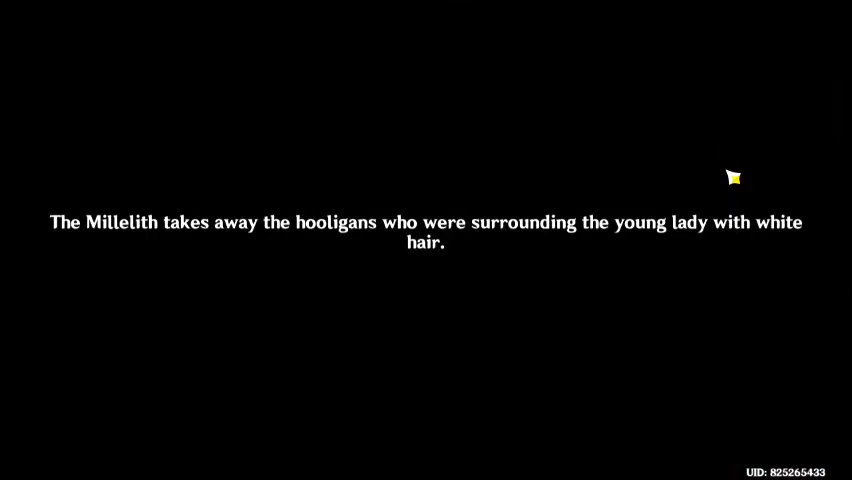 The Millelith takes away the hooligans who were surrounding the young lady with white
hair.
UID: 825265433